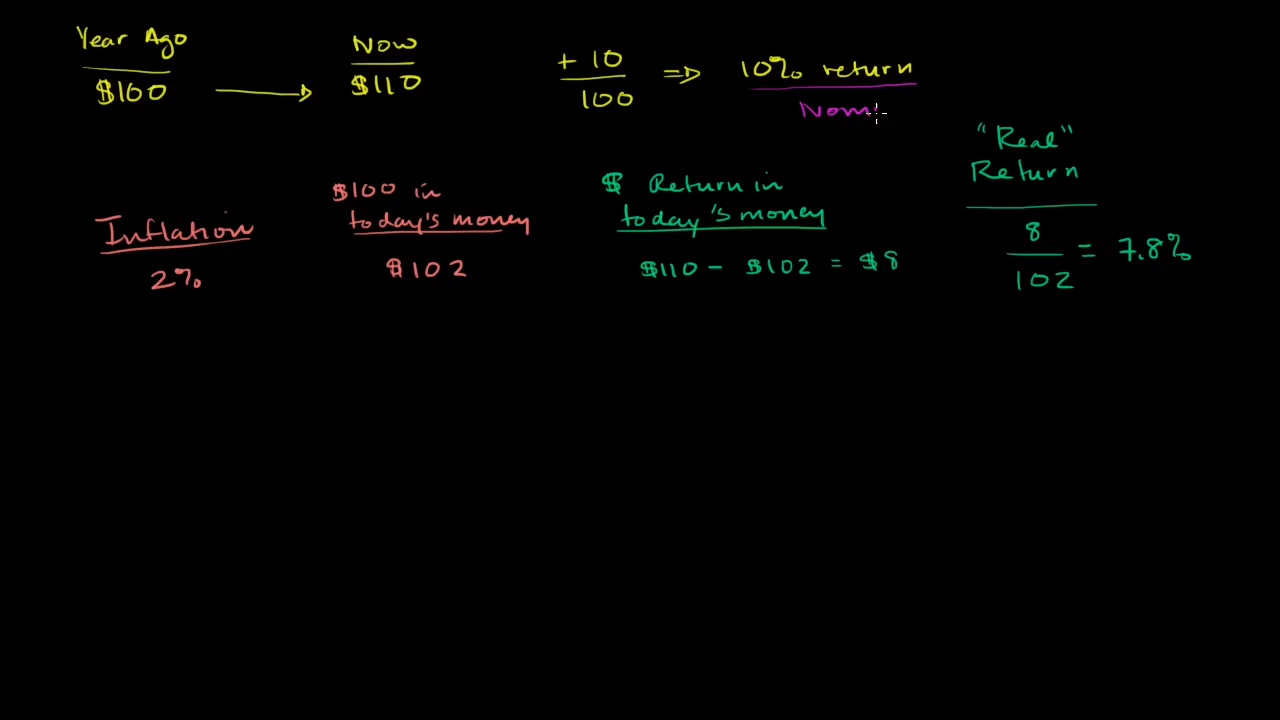 Year Ago
$100
Now
$110
+ 10
100
⇒ 10% return
Nomi
"Real"
Return
8
102
= 7.8%
Inflation
2%
$100 in
today's money
$102
$ Return in
today's money
$110 - $102 = $8